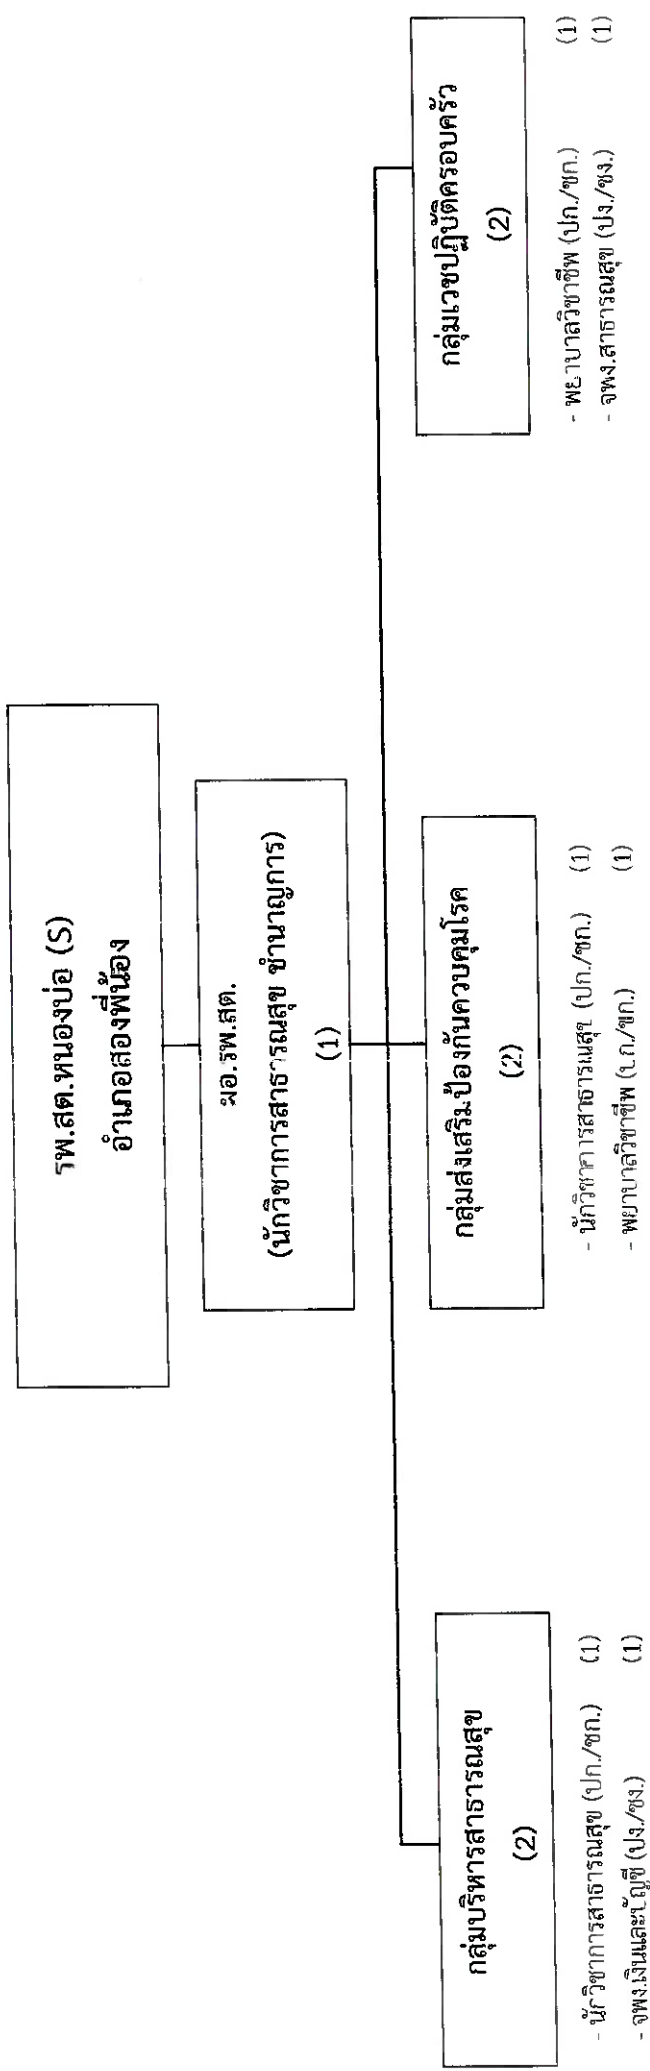 รพ.สต.หนองบ่อ (S)
อำเภอสองพี่น้อง
ผอ.รพ.สต.
(นักวิชาการสาธารณสุข ชำนาญการ)
(1)
กลุ่มบริหารสาธารณสุข
(2)
- นักวิชาการสาธารณสุข (ปก./ชก.) (1)
- จพง.เงินและบัญชี (ปง./ชง.) (1)
กลุ่มส่งเสริมป้องกันควบคุมโรค
(2)
- นักวิชาการสาธารณสุข (ปก./ชก.) (1)
- พยาบาลวิชาชีพ (ปก./ชก.) (1)
กลุ่มเวชปฏิบัติครอบครัว
(2)
- พยาบาลวิชาชีพ (ปก./ชก.) (1)
- จพง.สาธารณสุข (ปง./ชง.) (1)